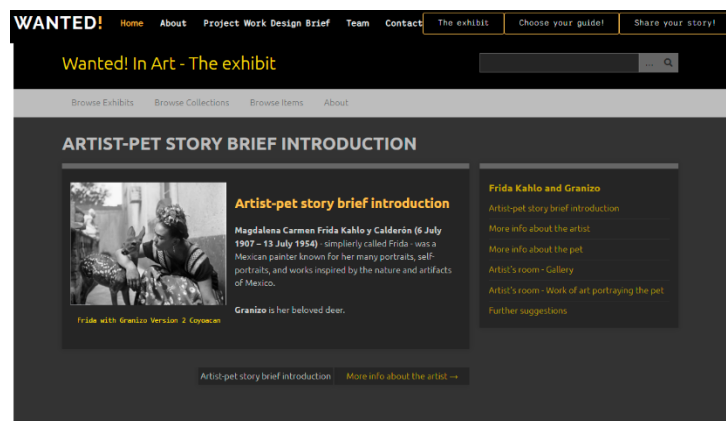 WANTED! Home About Project Work Design Brief Team Contact The exhibit Choose your guide! Share your story!
Wanted! In Art - The exhibit
...
Browse Exhibits Browse Collections Browse Items About
ARTIST-PET STORY BRIEF INTRODUCTION
Artist-pet story brief introduction
Magdalena Carmen Frida Kahlo y Calderón (6 July
1907 – 13 July 1954) - simplierly called Frida - was a
Mexican painter known for her many portraits, self-
portraits, and works inspired by the nature and artifacts
of Mexico.
Granizo is her beloved deer.
Frida with Granizo Version 2 Coyoacan
Frida Kahlo and Granizo
Artist-pet story brief introduction
More info about the artist
More info about the pet
Artist's room - Gallery
Artist's room - Work of art portraying the pet
Further suggestions
Artist-pet story brief introduction More info about the artist →